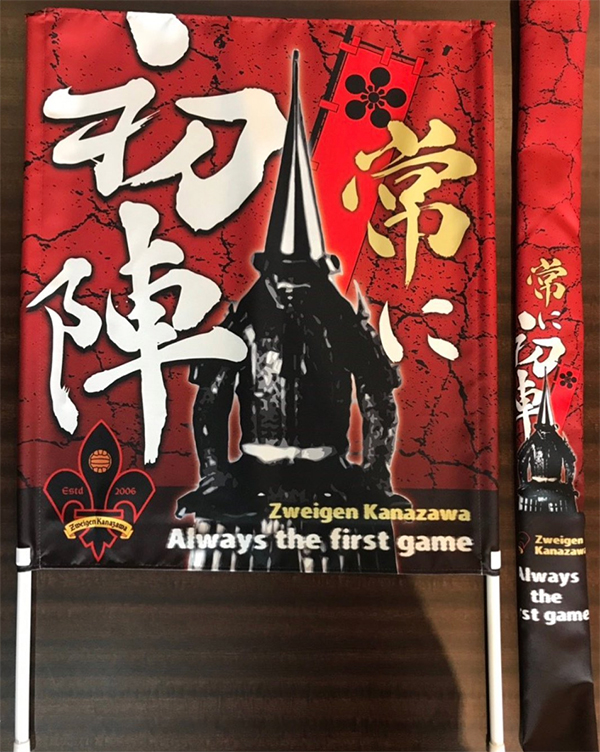 常に
初陣
Estd 2006
Zweigen Kanazawa
Zweigen Kanazawa
Always the first game
常に
初陣
Zweigen
Kanazawa
Always
the
st game